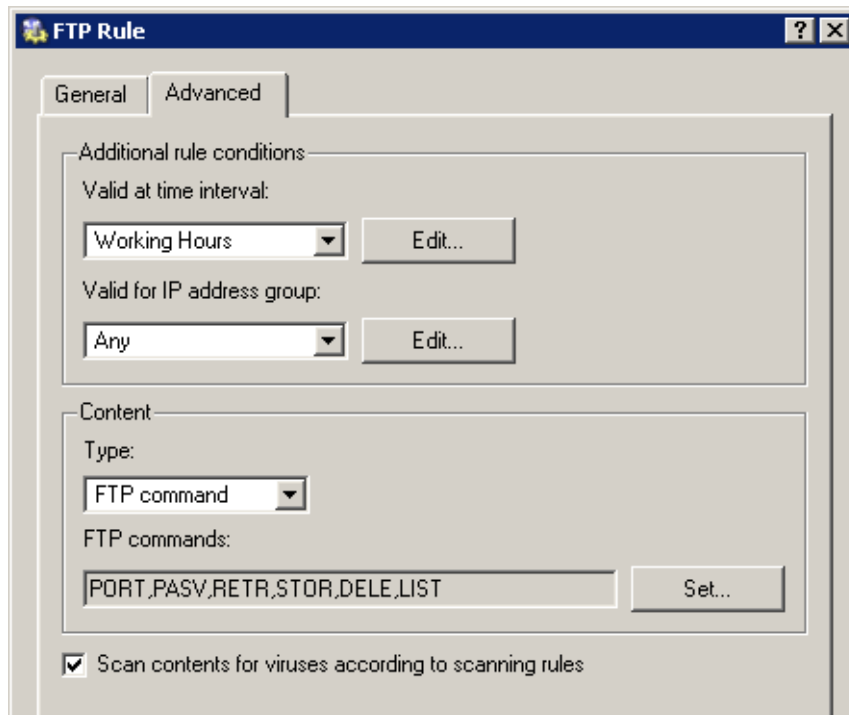 FTP Rule
General Advanced
Additional rule conditions
Valid at time interval:
Working Hours Edit...
Valid for IP address group:
Any Edit...
Content
Type:
FTP command
FTP commands:
PORT,PASV,RETR,STOR,DELE,LIST Set...
Scan contents for viruses according to scanning rules